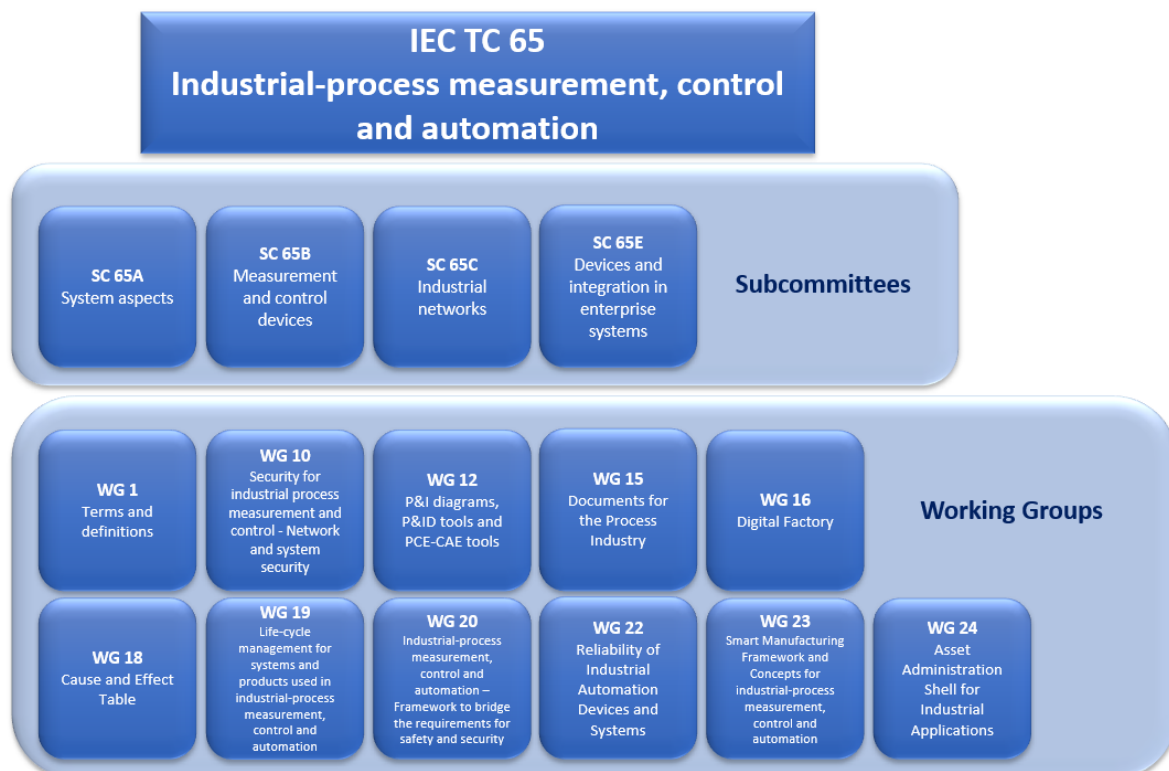 IEC TC 65
Industrial-process measurement, control
and automation
SC 65A
System aspects
SC 65B
Measurement
and control
devices
SC 65C
Industrial
networks
SC 65E
Devices and
integration in
enterprise
systems
Subcommittees
WG 1
Terms and
definitions
WG 10
Security for
industrial process
measurement and
control - Network
and system
security
WG 12
P&I diagrams,
P&ID tools and
PCE-CAE tools
WG 15
Documents for
the Process
Industry
WG 16
Digital Factory
Working Groups
WG 18
Cause and Effect
Table
WG 19
Life-cycle
management for
systems and
products used in
industrial-process
measurement,
control and
automation
WG 20
Industrial-process
measurement,
control and
automation –
Framework to bridge
the requirements for
safety and security
WG 22
Reliability of
Industrial
Automation
Devices and
Systems
WG 23
Smart Manufacturing
Framework and
Concepts for
industrial-process
measurement,
control and
automation
WG 24
Asset
Administration
Shell for
Industrial
Applications